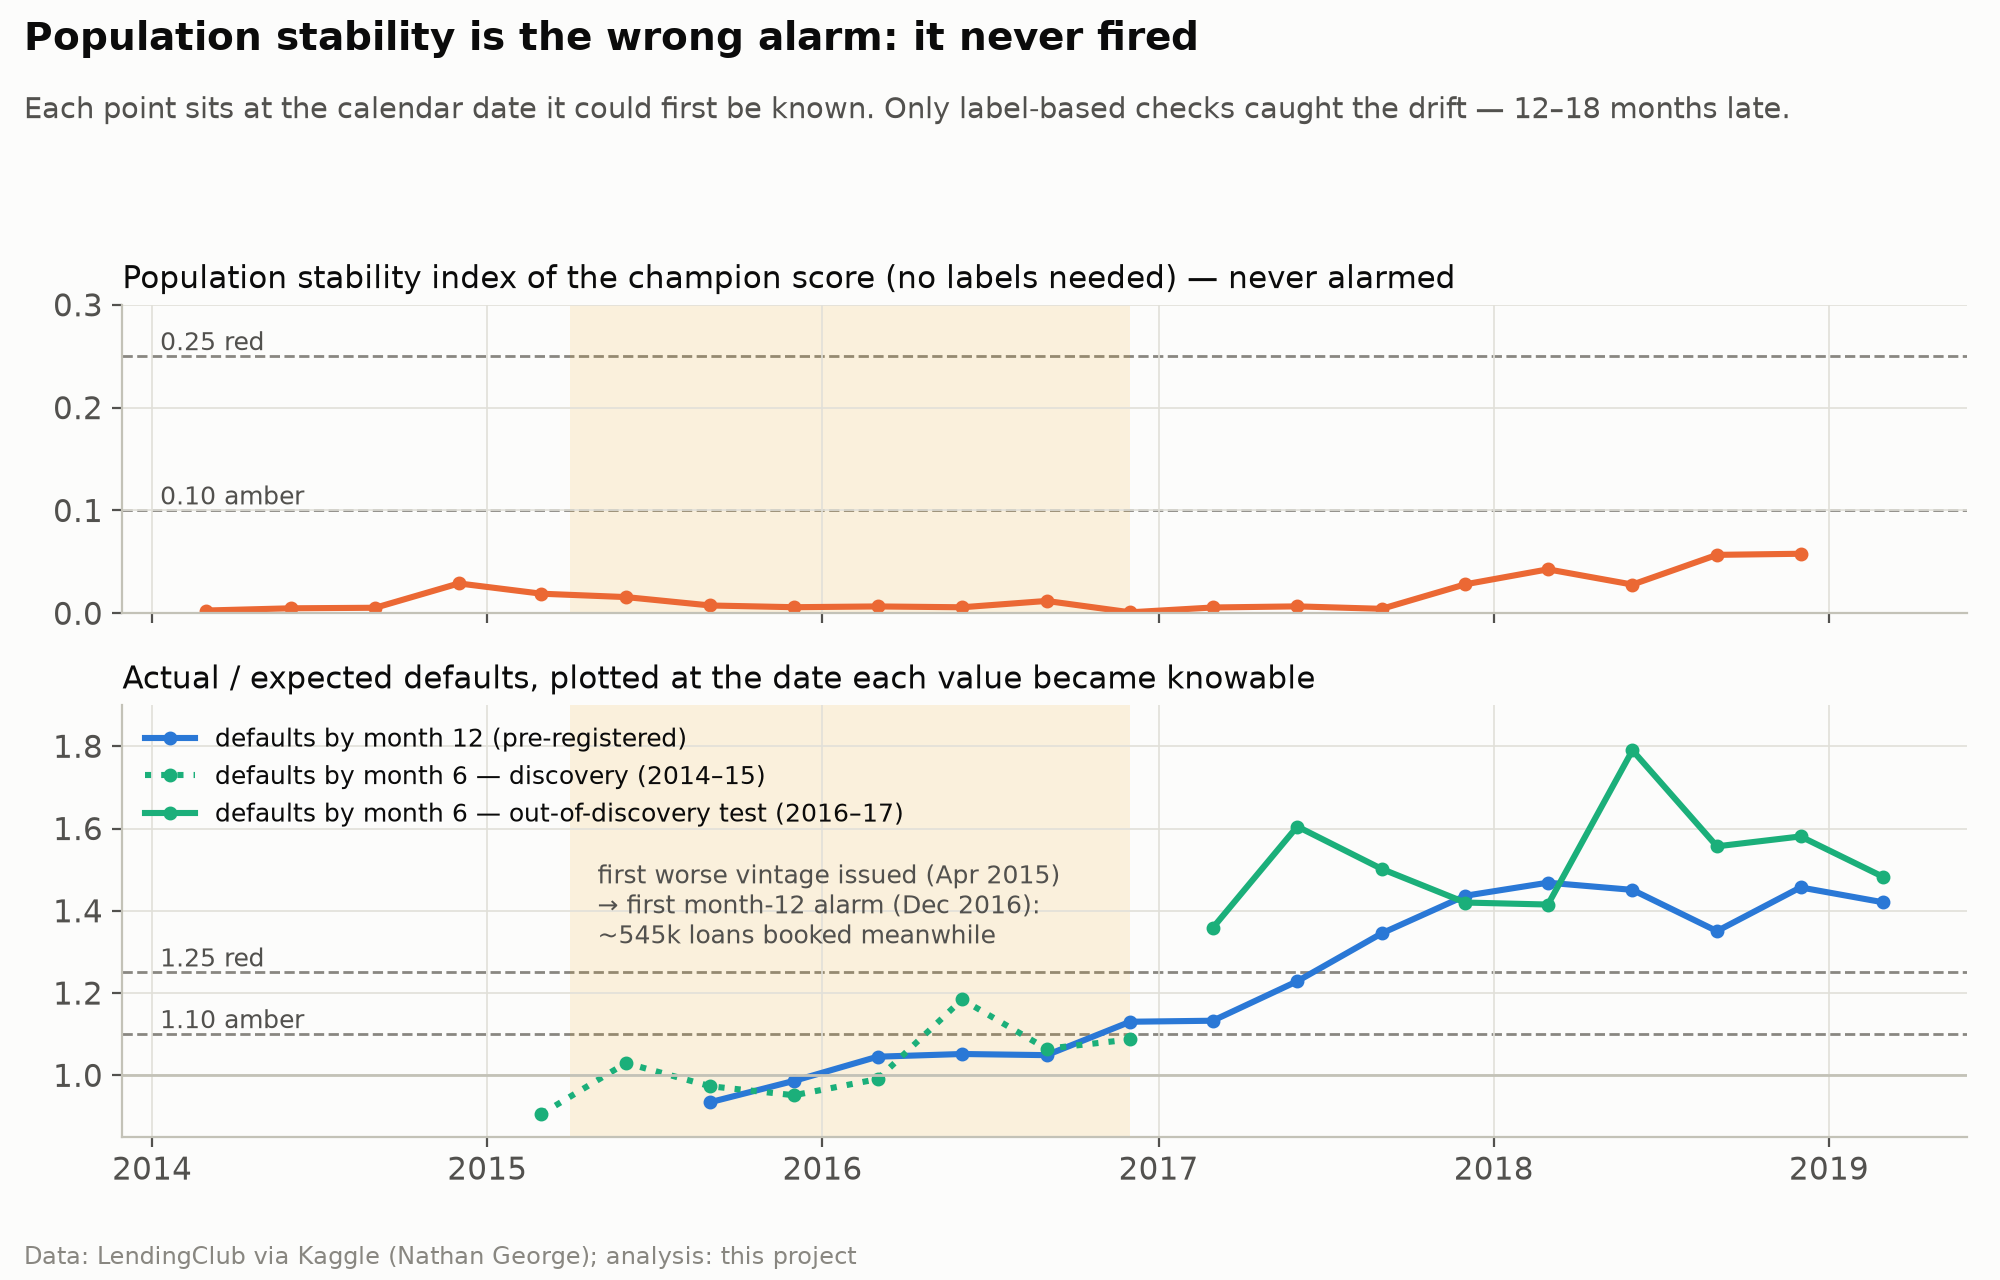 Population stability is the wrong alarm: it never fired
Each point sits at the calendar date it could first be known. Only label-based checks caught the drift — 12–18 months late.
Population stability index of the champion score (no labels needed) — never alarmed
0.3
0.25 red
0.2
0.10 amber
0.1
0.0
Actual / expected defaults, plotted at the date each value became knowable
defaults by month 12 (pre-registered)
1.8
defaults by month 6 — discovery (2014–15)
defaults by month 6 — out-of-discovery test (2016–17)
1.6
first worse vintage issued (Apr 2015)
→ first month-12 alarm (Dec 2016):
1.4
~545k loans booked meanwhile
1.25 red
1.2
1.10 amber
1.0
2014 2015 2016 2017 2018 2019
Data: LendingClub via Kaggle (Nathan George); analysis: this project